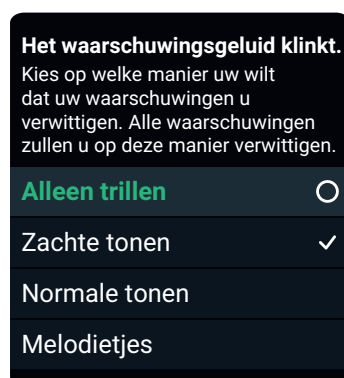 Het waarschuwingsgeluid klinkt.
Kies op welke manier uw wilt
dat uw waarschuwingen u
verwittigen. Alle waarschuwingen
zullen u op deze manier verwittigen.
Alleen trillen
Zachte tonen
Normale tonen
Melodietjes